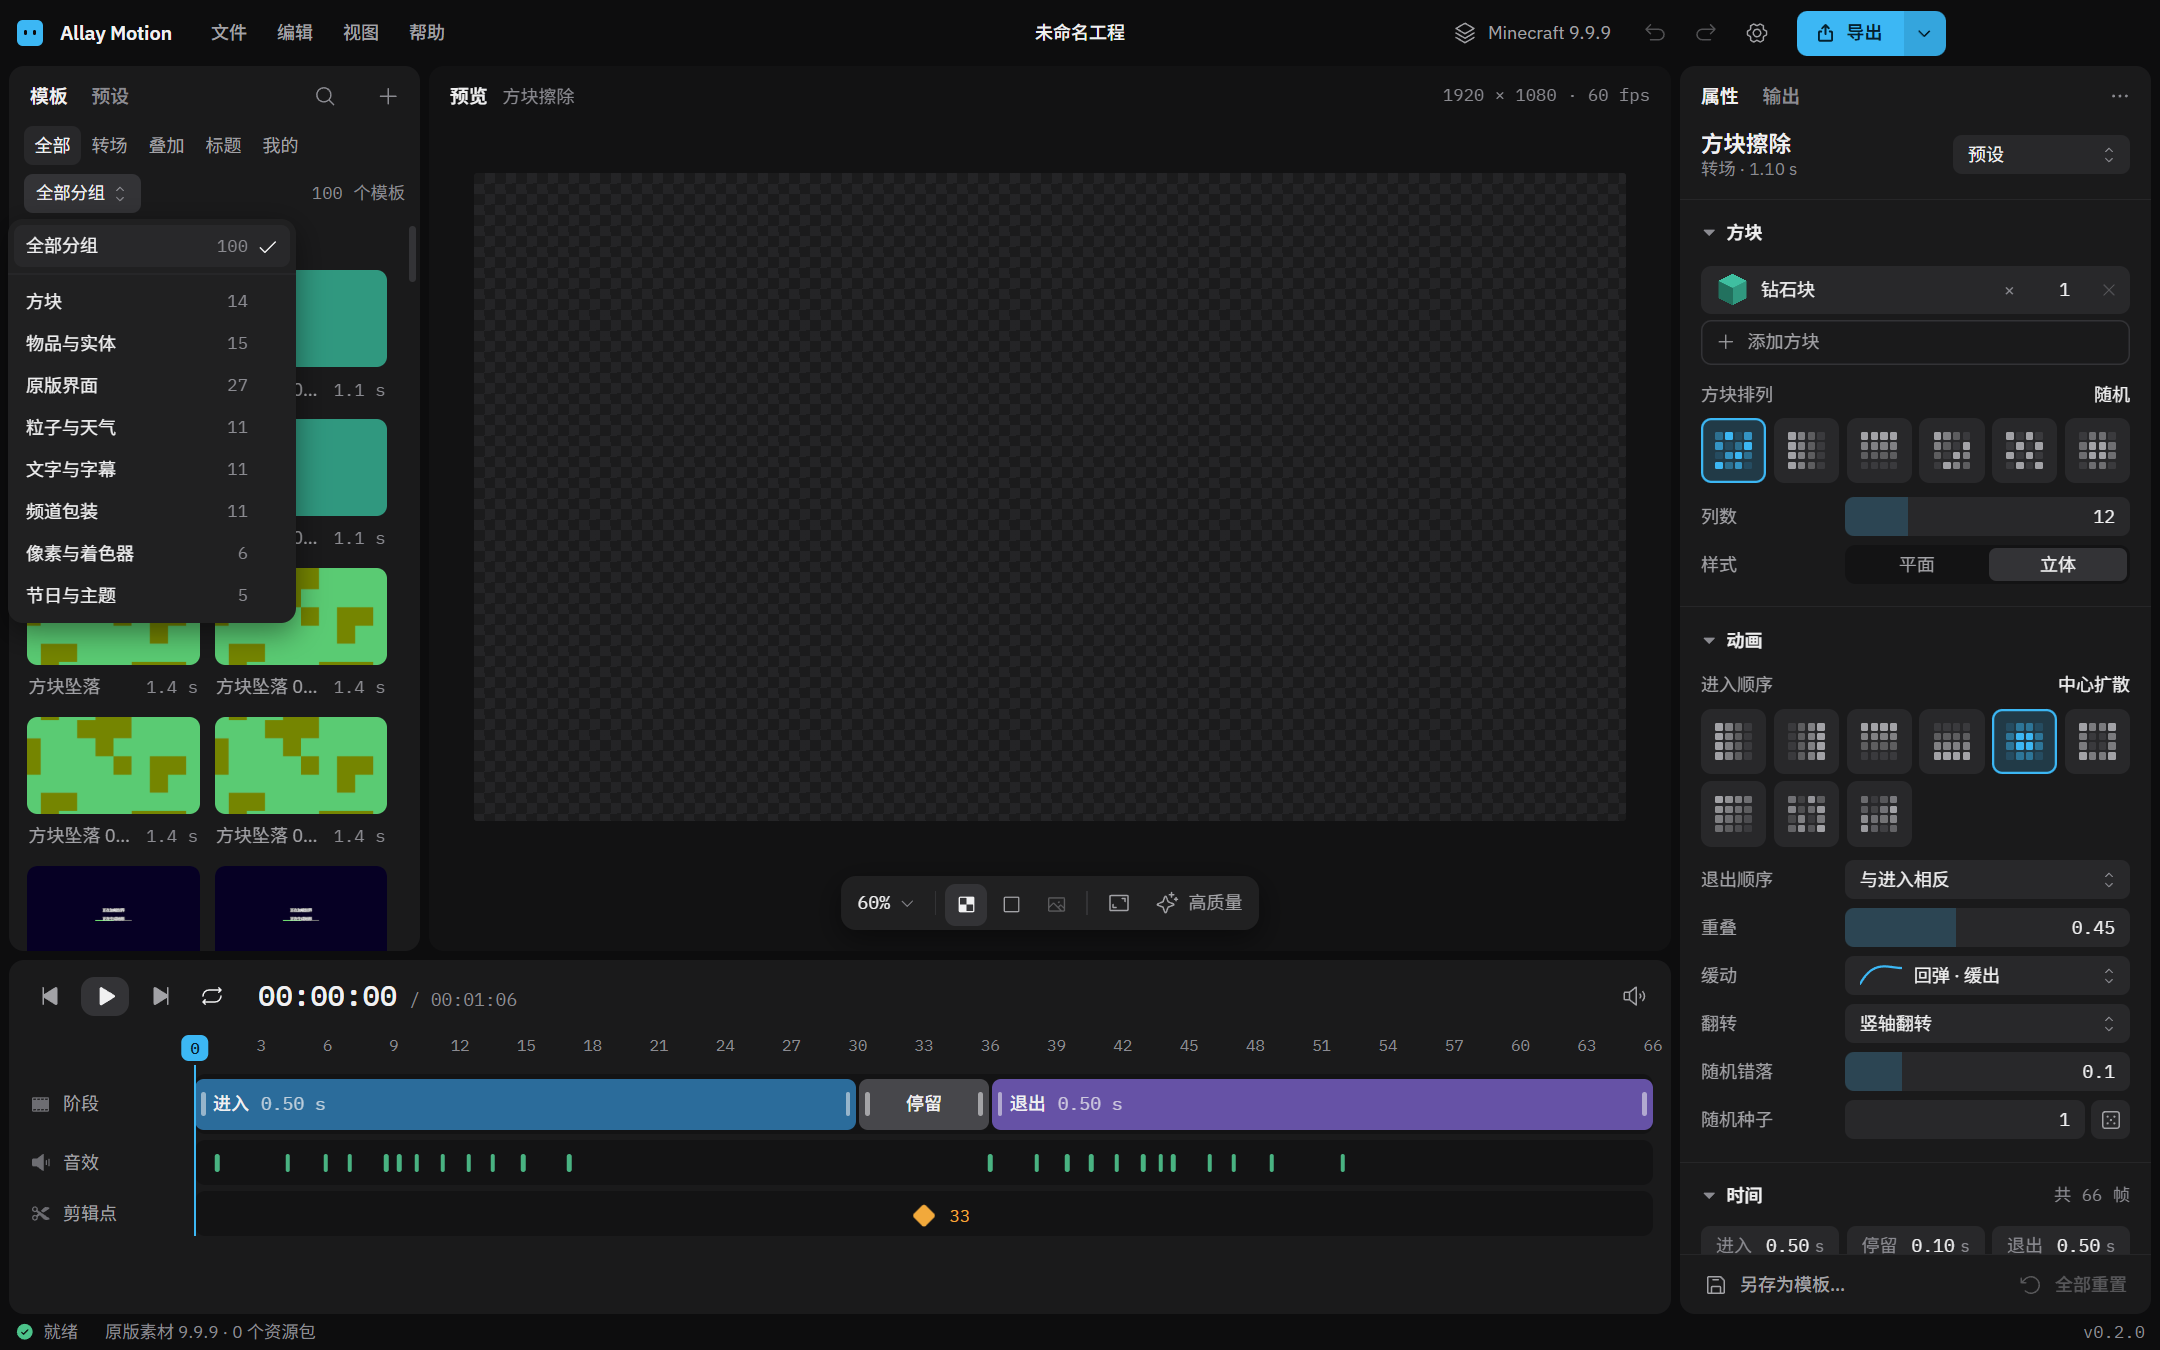 Allay Motion 文件 编辑 视图 帮助 未命名工程 Minecraft 9.9.9 导出
模板 预设
全部 转场 叠加 标题 我的
全部分组 100 个模板
全部分组 100
方块 14
物品与实体 15
原版界面 27
粒子与天气 11
文字与字幕 11
频道包装 11
像素与着色器 6
节日与主题 5
0... 1.1 s
0... 1.1 s
方块坠落 1.4 s 方块坠落 0... 1.4 s
方块坠落 0... 1.4 s 方块坠落 0... 1.4 s
预览 方块擦除 1920 × 1080 · 60 fps
60% 高质量
属性 输出 ...
方块擦除 预设
转场 · 1.10 s
方块
钻石块 × 1
添加方块
方块排列 随机
列数 12
样式 平面 立体
动画
进入顺序 中心扩散
退出顺序 与进入相反
重叠 0.45
缓动 回弹 · 缓出
翻转 竖轴翻转
随机错落 0.1
随机种子 1
时间 共 66 帧
进入 0.50 s 停留 0.10 s 退出 0.50 s
另存为模板... 全部重置
00:00:00 / 00:01:06
0 3 6 9 12 15 18 21 24 27 30 33 36 39 42 45 48 51 54 57 60 63 66
阶段 进入 0.50 s 停留 退出 0.50 s
音效
剪辑点 33
就绪 原版素材 9.9.9 · 0 个资源包 v0.2.0